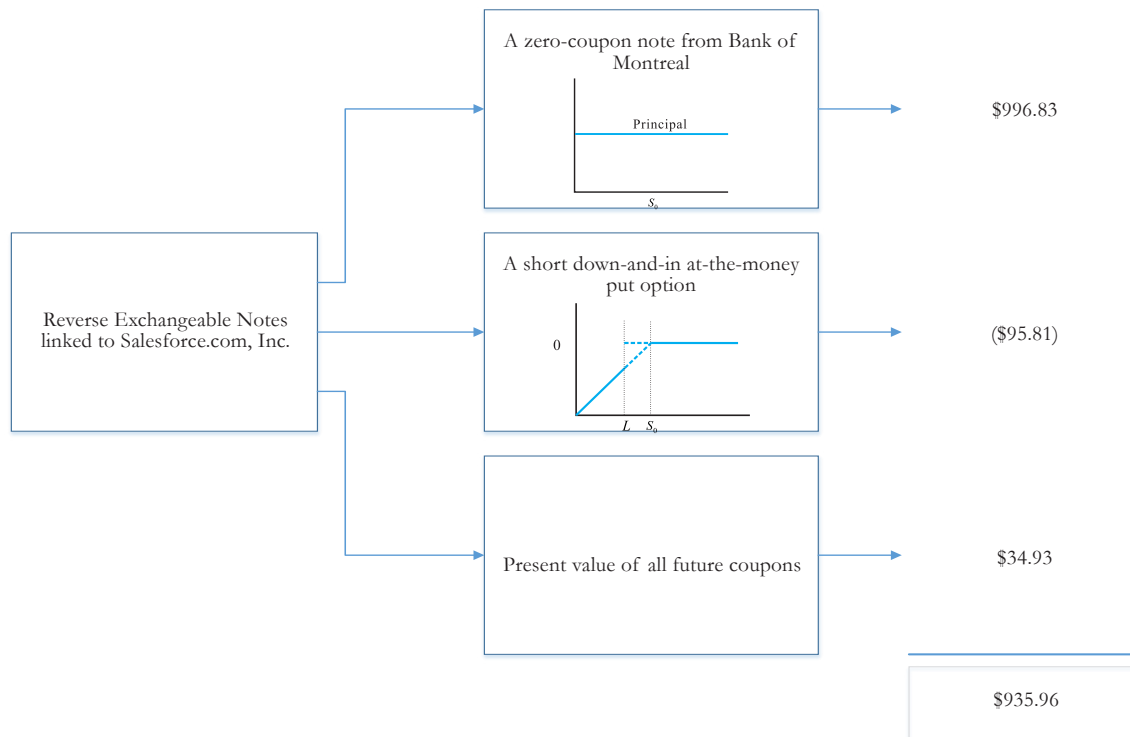 A zero-coupon note from Bank of
Montreal
Principal
S₀
$996.83
Reverse Exchangeable Notes
linked to Salesforce.com, Inc.
A short down-and-in at-the-money
put option
0
L S₀
($95.81)
Present value of all future coupons
$34.93
$935.96